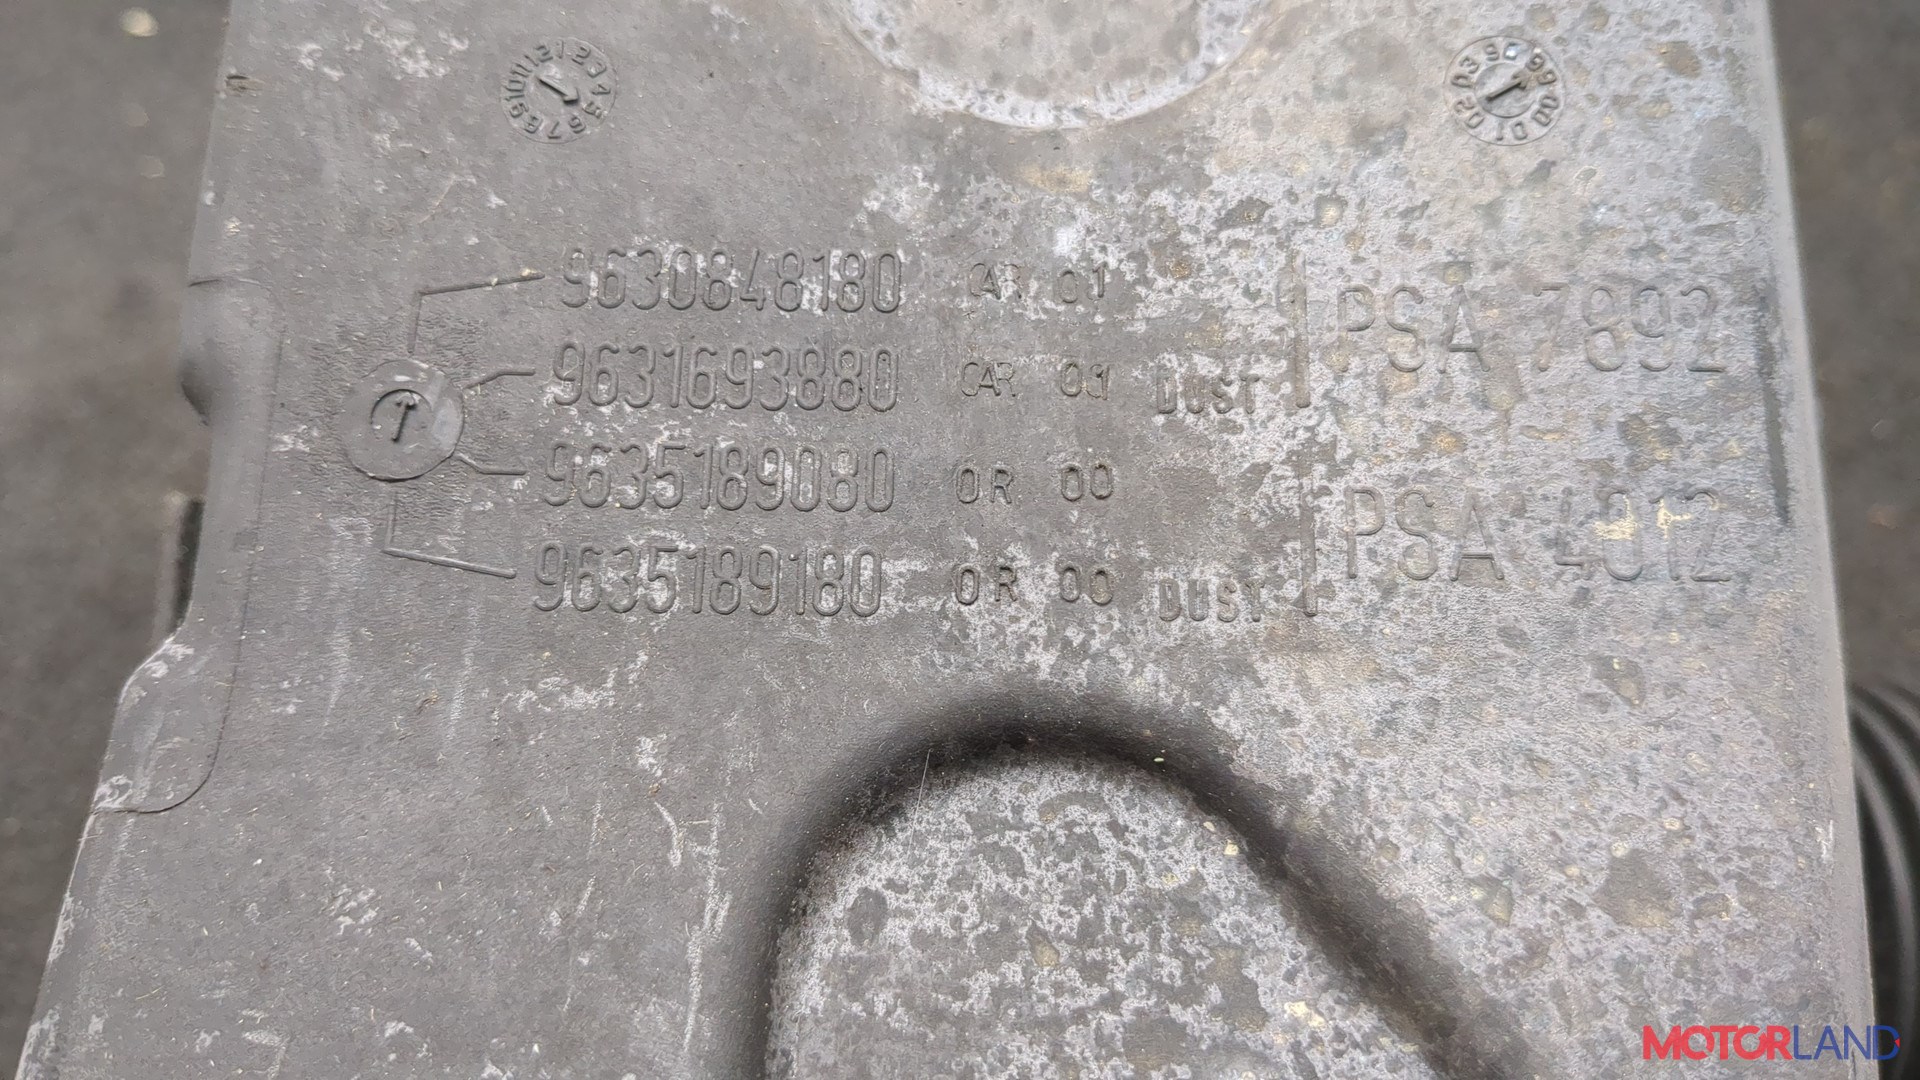 9630848180 CAR 01 PSA 7892
9631693880 CAR 01 DUST
9635189080 OR 00 PSA 4012
9635189180 OR 00 DUST
MOTORLAND